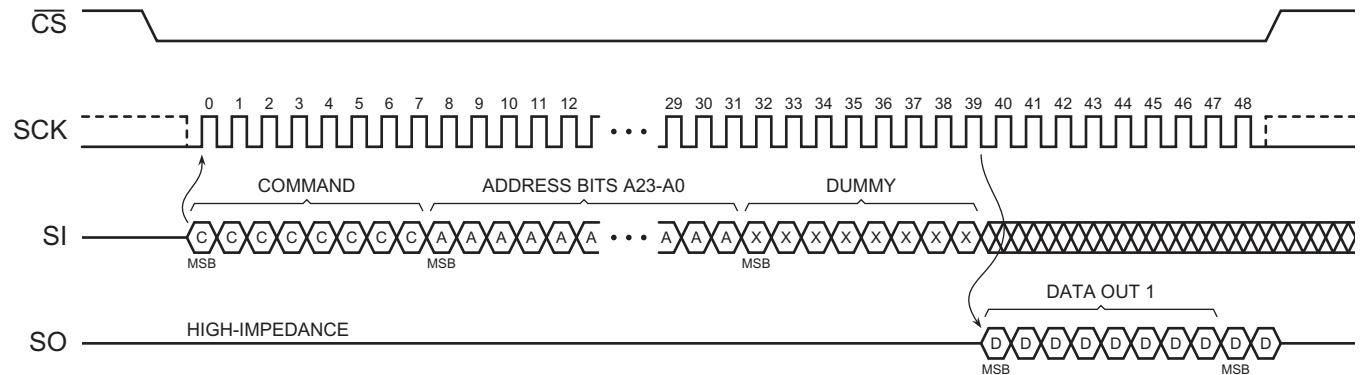 C̅S̅
0 1 2 3 4 5 6 7 8 9 10 11 12 29 30 31 32 33 34 35 36 37 38 39 40 41 42 43 44 45 46 47 48
SCK
COMMAND ADDRESS BITS A23-A0 DUMMY
SI C C C C C C C C A A A A A A A A A X X X X X X X X
MSB MSB MSB
DATA OUT 1
HIGH-IMPEDANCE
SO D D D D D D D D D D
MSB MSB